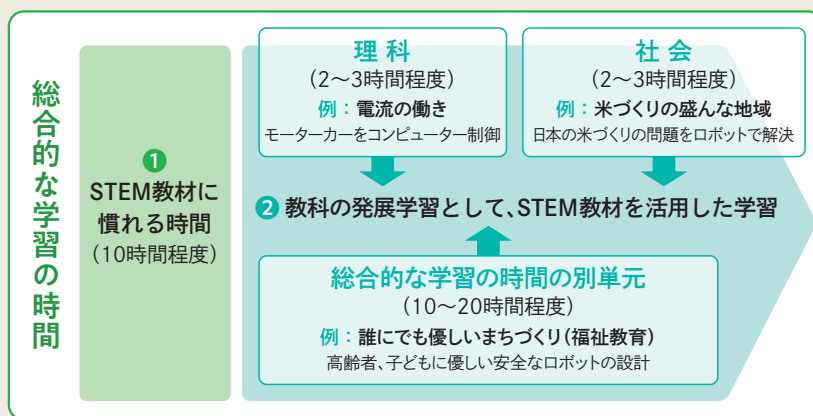 総合的な学習の時間
❶
STEM教材に
慣れる時間
(10時間程度)
理科
(2〜3時間程度)
例：電流の働き
モーターカーをコンピューター制御
社会
(2〜3時間程度)
例：米づくりの盛んな地域
日本の米づくりの問題をロボットで解決
❷ 教科の発展学習として、STEM教材を活用した学習
総合的な学習の時間の別単元
(10〜20時間程度)
例：誰にでも優しいまちづくり(福祉教育)
高齢者、子どもに優しい安全なロボットの設計